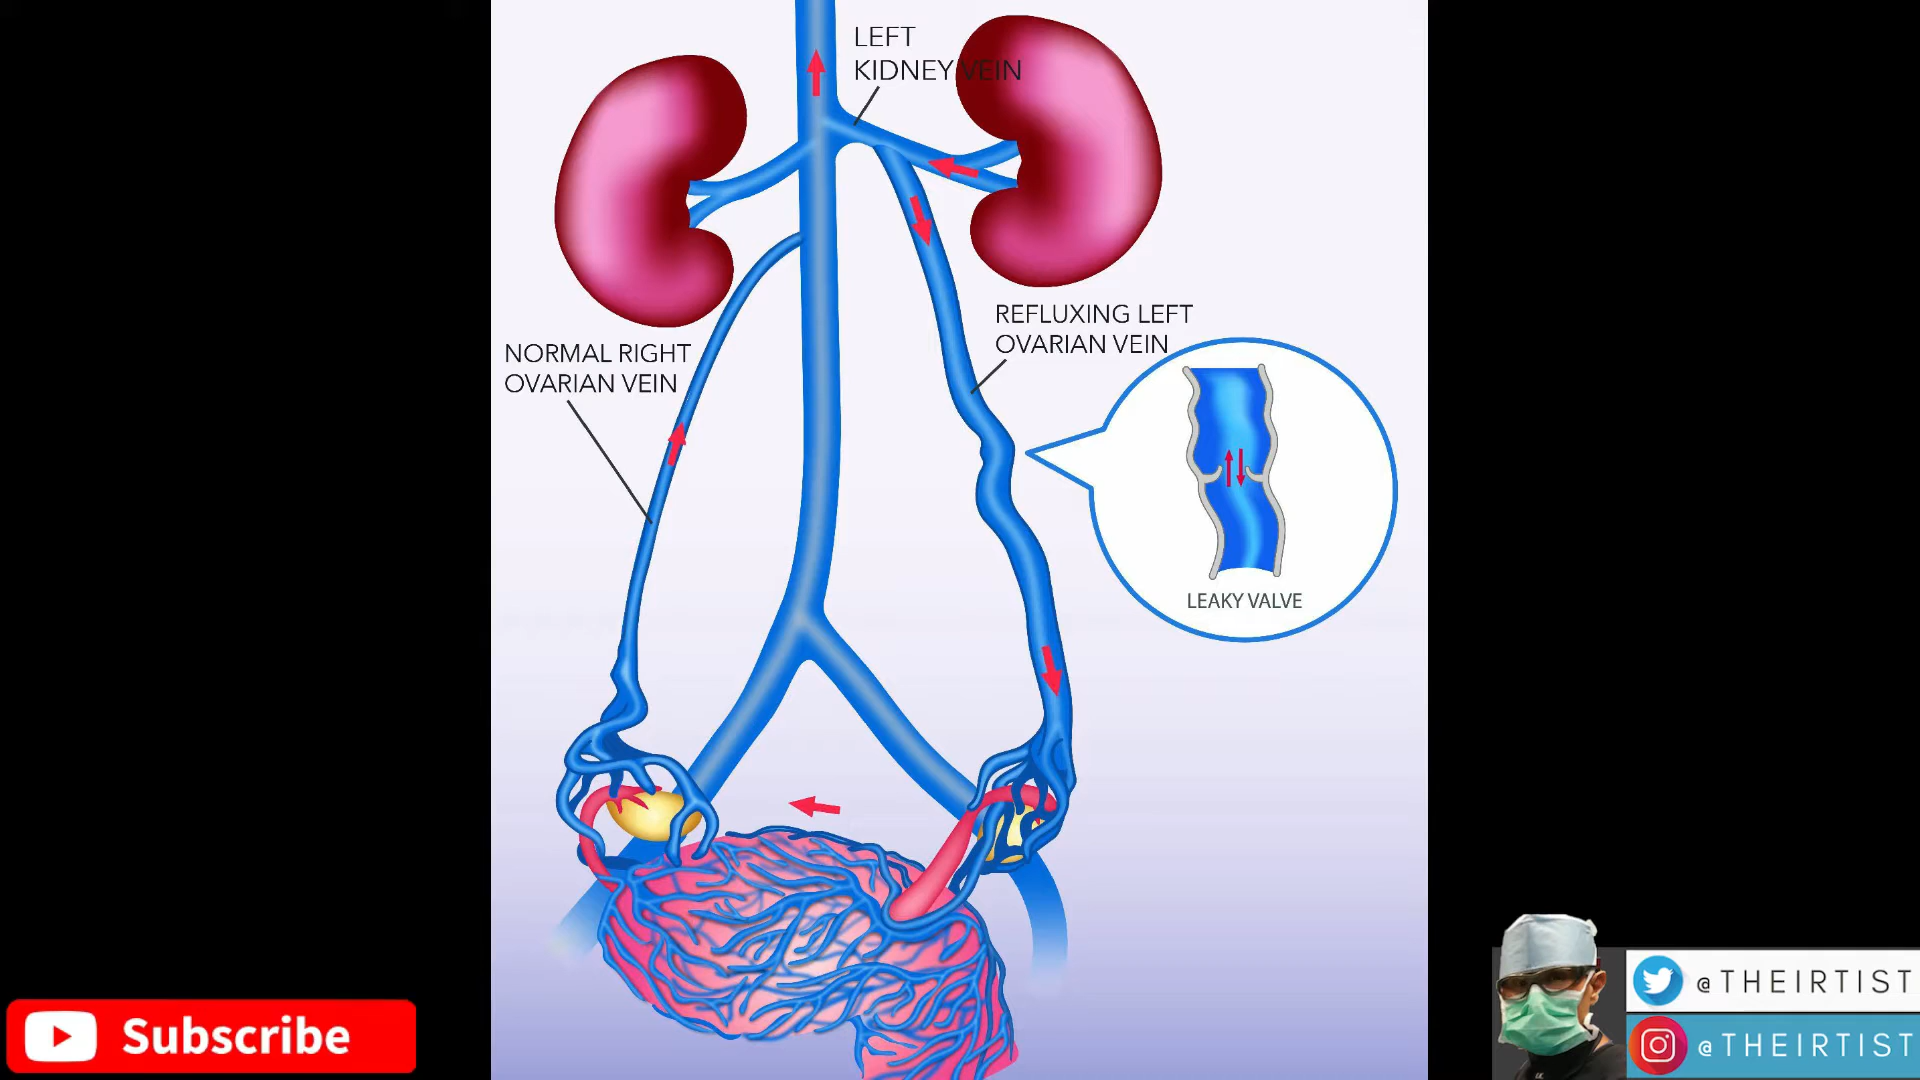 LEFT
KIDNEY VEIN
REFLUXING LEFT
OVARIAN VEIN
NORMAL RIGHT
OVARIAN VEIN
LEAKY VALVE
Subscribe
@THEIRTIST
@THEIRTIST